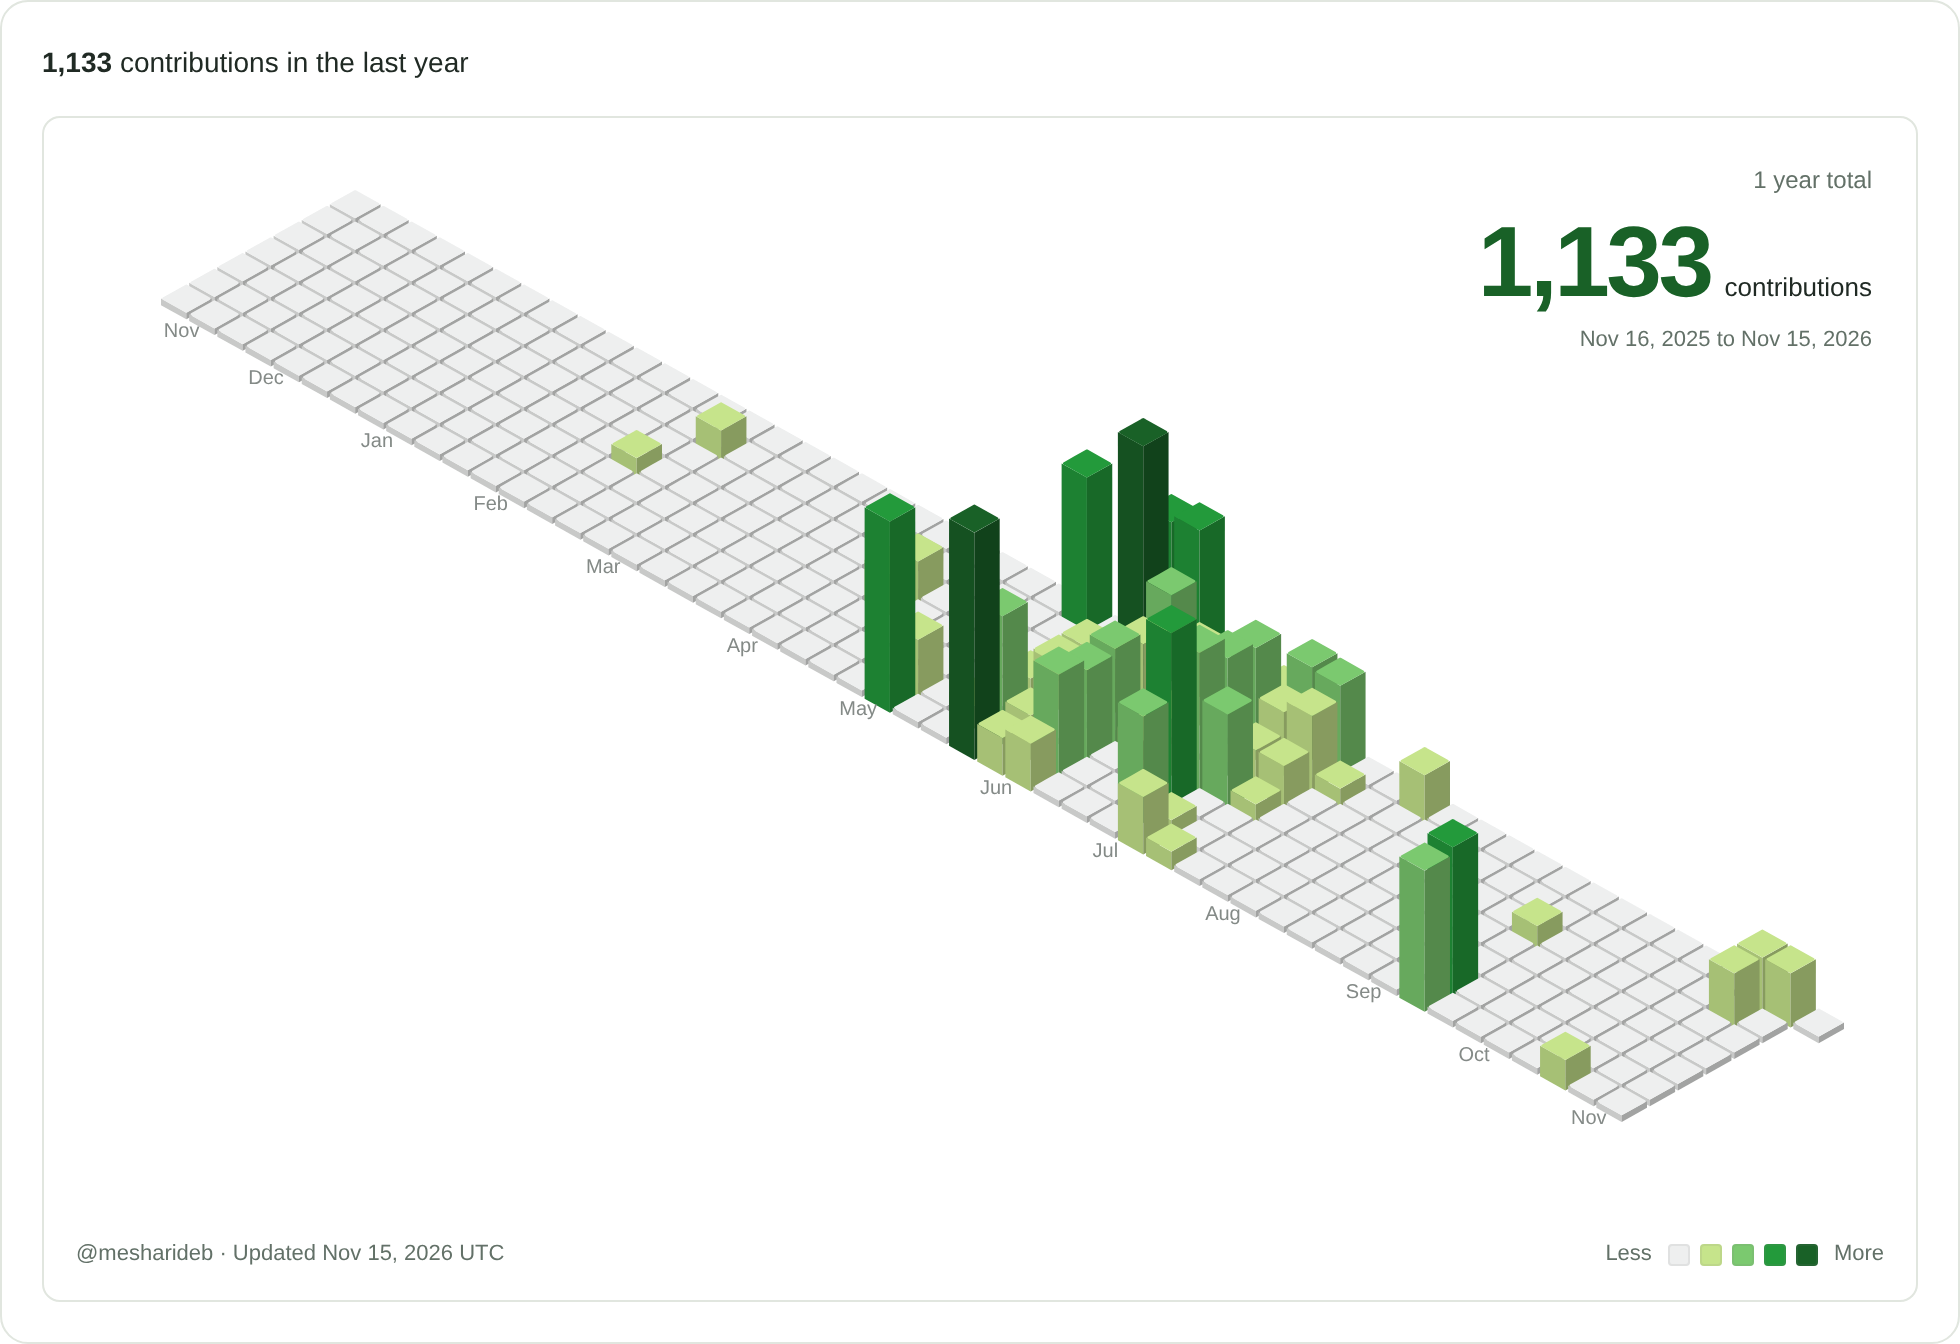 1,133 contributions in the last year
1 year total
1,133 contributions
Nov 16, 2025 to Nov 15, 2026
Nov
Dec
Jan
Feb
Mar
Apr
May
Jun
Jul
Aug
Sep
Oct
Nov
@mesharideb · Updated Nov 15, 2026 UTC
Less More